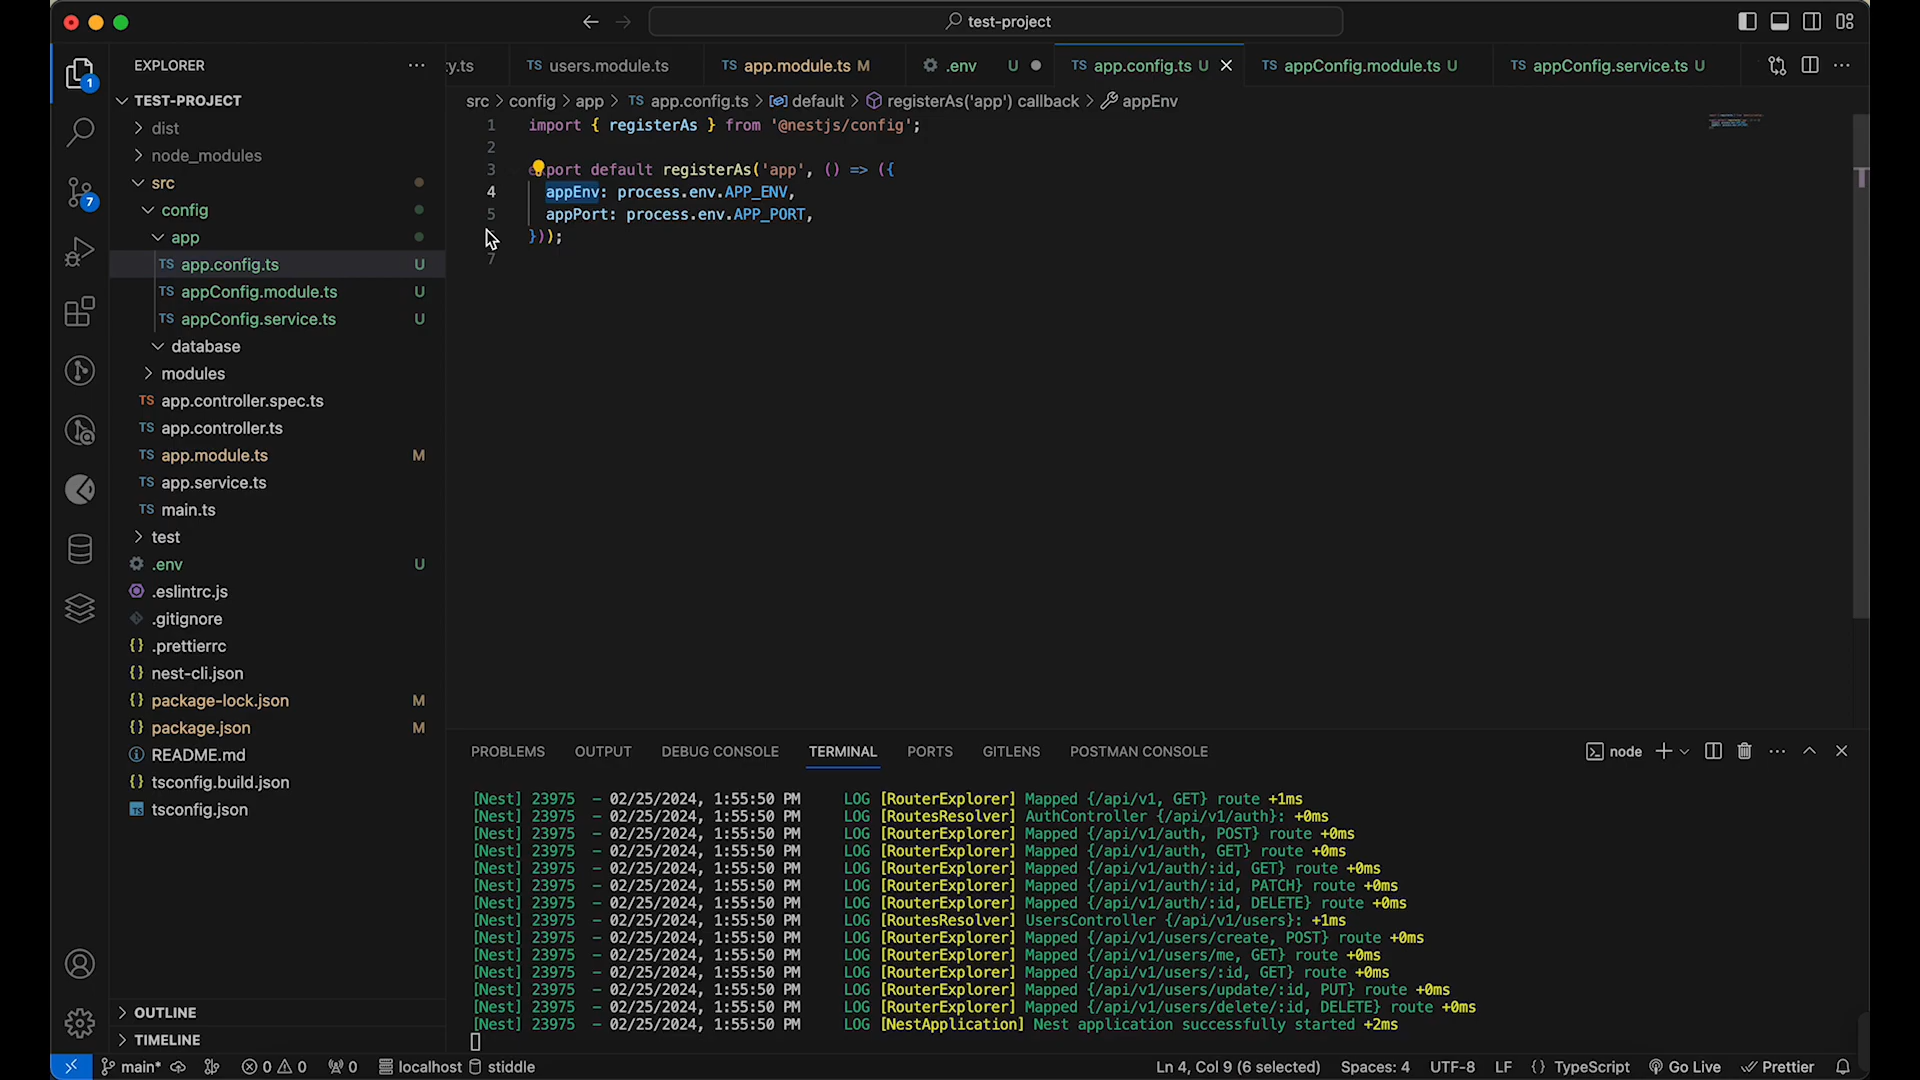 test-project
EXPLORER
TEST-PROJECT
dist
node_modules
src
config
app
TS app.config.ts U
TS appConfig.module.ts U
TS appConfig.service.ts U
database
modules
TS app.controller.spec.ts
TS app.controller.ts
TS app.module.ts M
TS app.service.ts
TS main.ts
test
.env U
.eslintrc.js
.gitignore
.prettierrc
nest-cli.json
package-lock.json M
package.json M
README.md
tsconfig.build.json
tsconfig.json
OUTLINE
TIMELINE
1
7
y.ts
TS users.module.ts
TS app.module.ts M
.env U
TS app.config.ts U
TS appConfig.module.ts U
TS appConfig.service.ts U
src > config > app > TS app.config.ts > default > registerAs('app') callback > appEnv
1 import { registerAs } from '@nestjs/config';
2
3 export default registerAs('app', () => ({
4 appEnv: process.env.APP_ENV,
5 appPort: process.env.APP_PORT,
}));
7
PROBLEMS OUTPUT DEBUG CONSOLE TERMINAL PORTS GITLENS POSTMAN CONSOLE
node
[Nest] 23975 - 02/25/2024, 1:55:50 PM LOG [RouterExplorer] Mapped {/api/v1, GET} route +1ms
[Nest] 23975 - 02/25/2024, 1:55:50 PM LOG [RoutesResolver] AuthController {/api/v1/auth}: +0ms
[Nest] 23975 - 02/25/2024, 1:55:50 PM LOG [RouterExplorer] Mapped {/api/v1/auth, POST} route +0ms
[Nest] 23975 - 02/25/2024, 1:55:50 PM LOG [RouterExplorer] Mapped {/api/v1/auth, GET} route +0ms
[Nest] 23975 - 02/25/2024, 1:55:50 PM LOG [RouterExplorer] Mapped {/api/v1/auth/:id, GET} route +0ms
[Nest] 23975 - 02/25/2024, 1:55:50 PM LOG [RouterExplorer] Mapped {/api/v1/auth/:id, PATCH} route +0ms
[Nest] 23975 - 02/25/2024, 1:55:50 PM LOG [RouterExplorer] Mapped {/api/v1/auth/:id, DELETE} route +0ms
[Nest] 23975 - 02/25/2024, 1:55:50 PM LOG [RoutesResolver] UsersController {/api/v1/users}: +1ms
[Nest] 23975 - 02/25/2024, 1:55:50 PM LOG [RouterExplorer] Mapped {/api/v1/users/create, POST} route +0ms
[Nest] 23975 - 02/25/2024, 1:55:50 PM LOG [RouterExplorer] Mapped {/api/v1/users/me, GET} route +0ms
[Nest] 23975 - 02/25/2024, 1:55:50 PM LOG [RouterExplorer] Mapped {/api/v1/users/:id, GET} route +0ms
[Nest] 23975 - 02/25/2024, 1:55:50 PM LOG [RouterExplorer] Mapped {/api/v1/users/update/:id, PUT} route +0ms
[Nest] 23975 - 02/25/2024, 1:55:50 PM LOG [RouterExplorer] Mapped {/api/v1/users/delete/:id, DELETE} route +0ms
[Nest] 23975 - 02/25/2024, 1:55:50 PM LOG [NestApplication] Nest application successfully started +2ms
main* 0 0 0 localhost stiddle Ln 4, Col 9 (6 selected) Spaces: 4 UTF-8 LF {} TypeScript Go Live Prettier